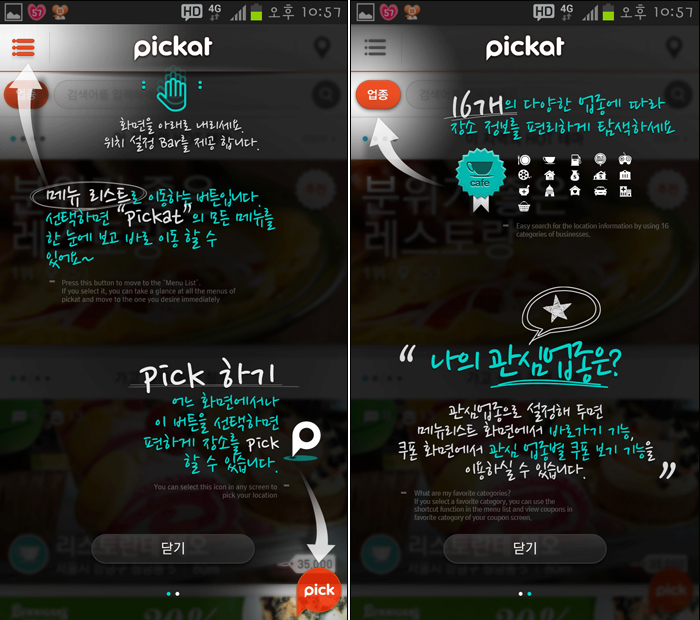 57
HD 4G 오후 10:57
pickat
업종
검색어를 입력
화면을 아래로 내리세요.
위치 설정 Bar를 제공 합니다.
메뉴 리스트로 이동하는 버튼입니다.
선택하면 "pickat"의 모든 메뉴를
한 눈에 보고 바로 이동 할 수
있어요~
Press this button to move to the "Menu List".
If you select it, you can take a glance at all the menus of
pickat and move to the one you desire immediately
pick 하기
어느 화면에서나
이 버튼을 선택하면
편하게 장소를 pick
할 수 있습니다.
You can select this icon in any screen to
pick your location
닫기
35,000
pick
57
HD 4G 오후 10:57
pickat
업종
16개의 다양한 업종에 따라
장소 정보를 편리하게 탐색하세요
cafe
Easy search for the location information by using 16
categories of businesses.
분위기 좋은
레스토랑
"나의 관심업종은?
관심업종으로 설정해 두면
메뉴리스트 화면에서 바로가기 기능,
쿠폰 화면에서 관심 업종별 쿠폰 보기 기능을
이용하실 수 있습니다."
What are my favorite categories?
If you select a favorite category, you can use the
shortcut function in the menu list and view coupons in
favorite category of your coupon screen.
닫기
pick